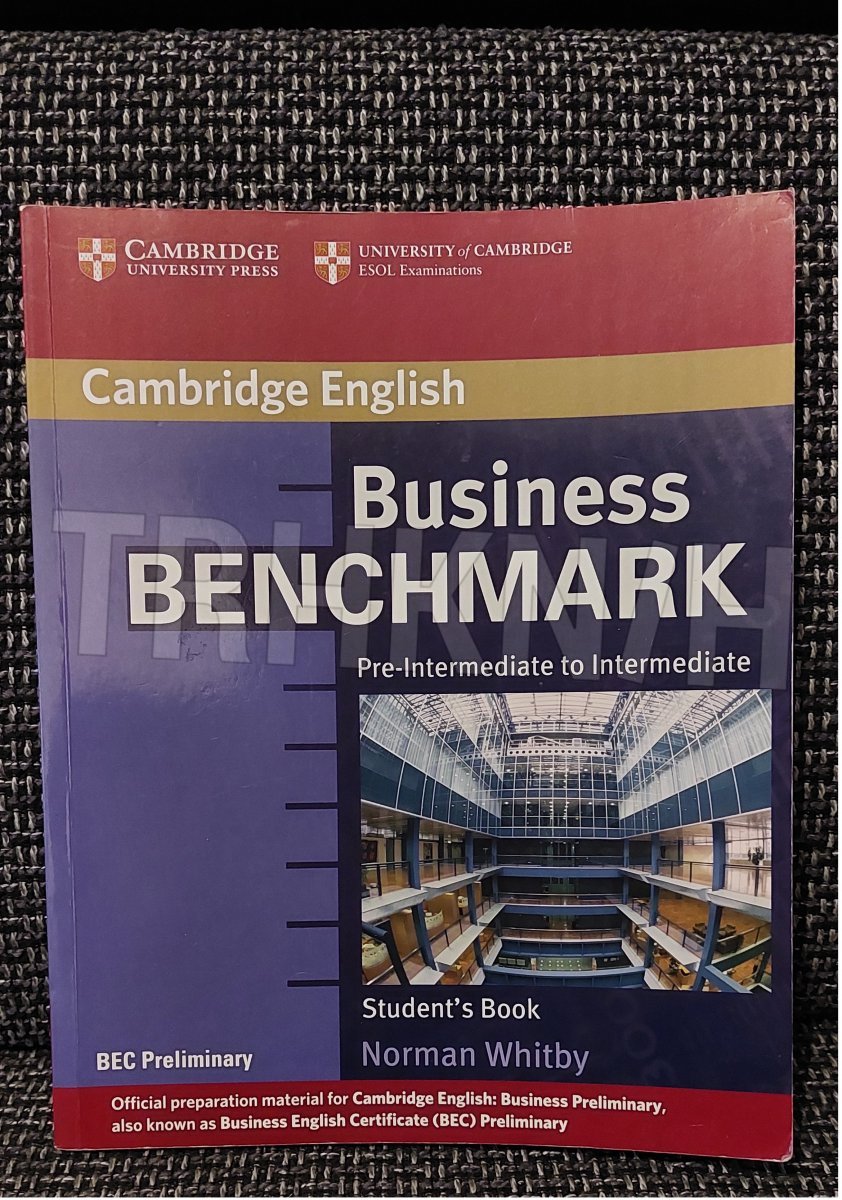 CAMBRIDGE
UNIVERSITY PRESS
UNIVERSITY of CAMBRIDGE
ESOL Examinations
Cambridge English
Business
BENCHMARK
TRHKN/H
Pre-Intermediate to Intermediate
Student's Book
BEC Preliminary
Norman Whitby
Official preparation material for Cambridge English: Business Preliminary,
also known as Business English Certificate (BEC) Preliminary